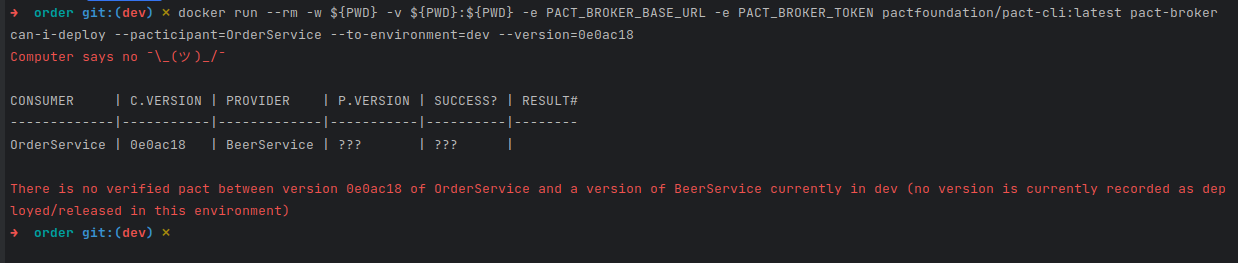 →  order git:(dev) ✗ docker run --rm -w ${PWD} -v ${PWD}:${PWD} -e PACT_BROKER_BASE_URL -e PACT_BROKER_TOKEN pactfoundation/pact-cli:latest pact-broker
can-i-deploy --pacticipant=OrderService --to-environment=dev --version=0e0ac18
Computer says no ¯\_(ツ)_/¯
CONSUMER     | C.VERSION | PROVIDER    | P.VERSION | SUCCESS? | RESULT#
-------------|-----------|-------------|-----------|----------|--------
OrderService | 0e0ac18   | BeerService | ???       | ???      |
There is no verified pact between version 0e0ac18 of OrderService and a version of BeerService currently in dev (no version is currently recorded as dep
loyed/released in this environment)
→  order git:(dev) ✗